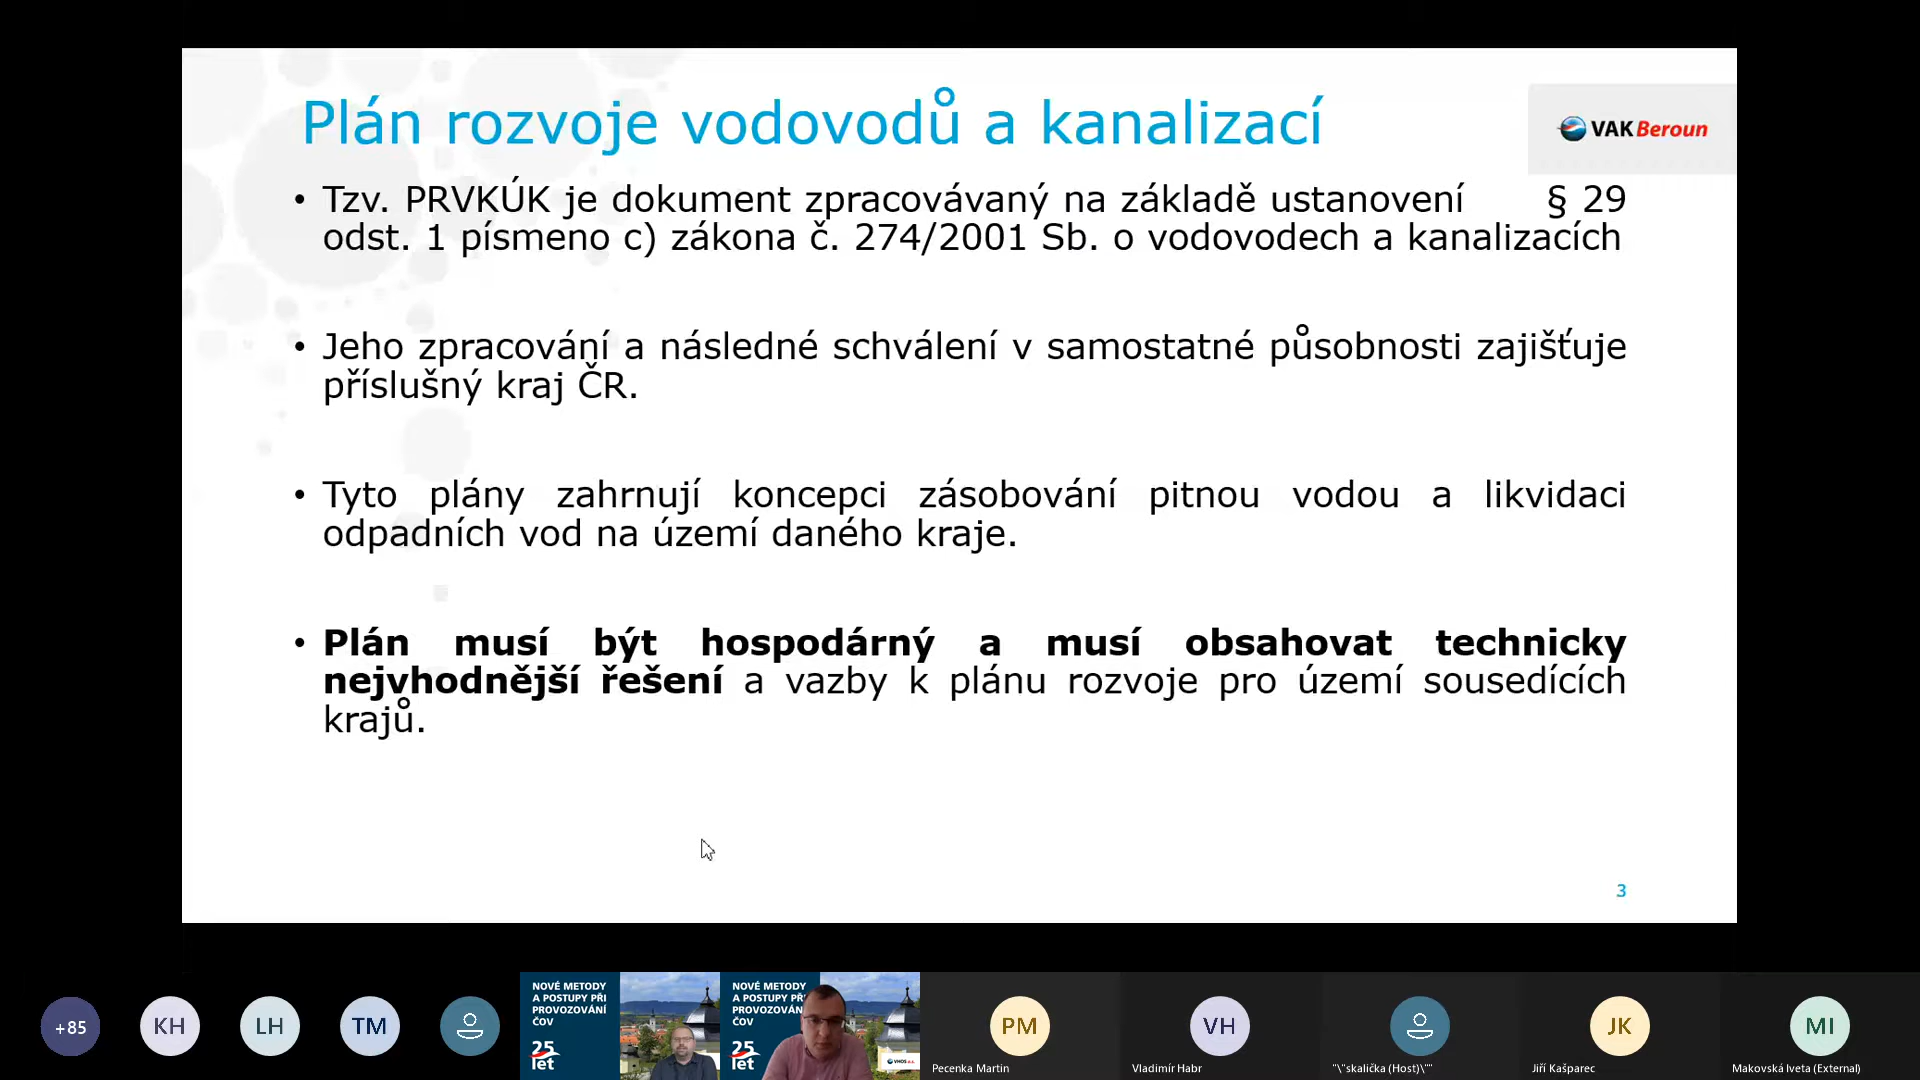 Plán rozvoje vodovodů a kanalizací
VAK Beroun
• Tzv. PRVKÚK je dokument zpracovávaný na základě ustanovení § 29
odst. 1 písmeno c) zákona č. 274/2001 Sb. o vodovodech a kanalizacích
• Jeho zpracování a následné schválení v samostatné působnosti zajišťuje
příslušný kraj ČR.
• Tyto plány zahrnují koncepci zásobování pitnou vodou a likvidaci
odpadních vod na území daného kraje.
• Plán musí být hospodárný a musí obsahovat technicky
nejvhodnější řešení a vazby k plánu rozvoje pro území sousedících
krajů.
3
+85
KH
LH
TM
NOVÉ METODY
A POSTUPY PŘI
PROVOZOVÁNÍ
ČOV
25
let
NOVÉ METODY
A POSTUPY PŘ
PROVOZOVÁN
ČOV
25
let
VHOS a.s.
PM
Pecenka Martin
VH
Vladimír Habr
"\"skalička (Host)\""
JK
Jiří Kašparec
MI
Makovská Iveta (External)